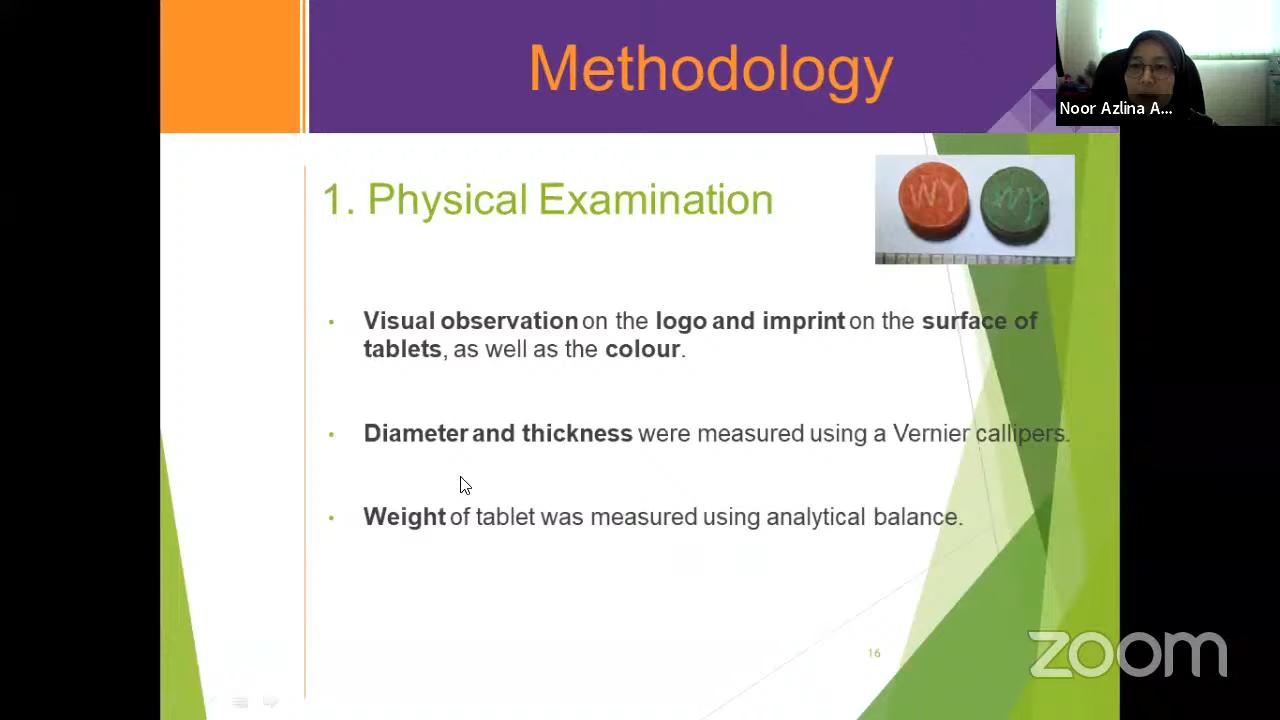 Methodology
Noor Azlina A...
1. Physical Examination
WY
WY
• Visual observation on the logo and imprint on the surface of
tablets, as well as the colour.
• Diameter and thickness were measured using a Vernier callipers.
• Weight of tablet was measured using analytical balance.
16
zoom